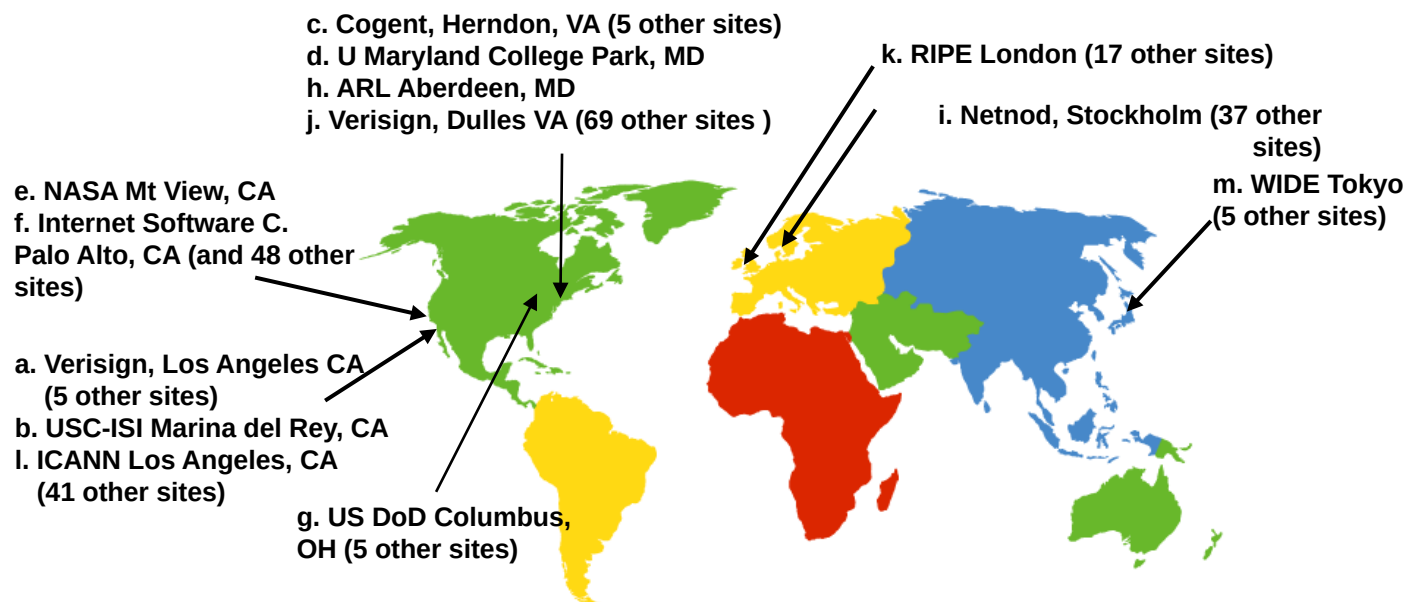 c. Cogent, Herndon, VA (5 other sites)
d. U Maryland College Park, MD
h. ARL Aberdeen, MD
j. Verisign, Dulles VA (69 other sites )
k. RIPE London (17 other sites)
i. Netnod, Stockholm (37 other
sites)
m. WIDE Tokyo
(5 other sites)
e. NASA Mt View, CA
f. Internet Software C.
Palo Alto, CA (and 48 other
sites)
a. Verisign, Los Angeles CA
(5 other sites)
b. USC-ISI Marina del Rey, CA
l. ICANN Los Angeles, CA
(41 other sites)
g. US DoD Columbus,
OH (5 other sites)